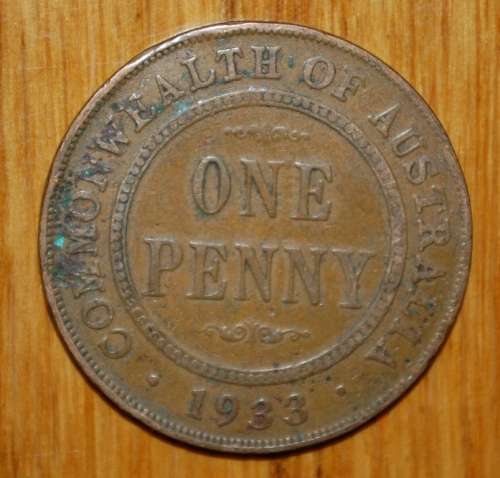 COMMONWEALTH OF AUSTRALIA
ONE
PENNY
· 1933 ·